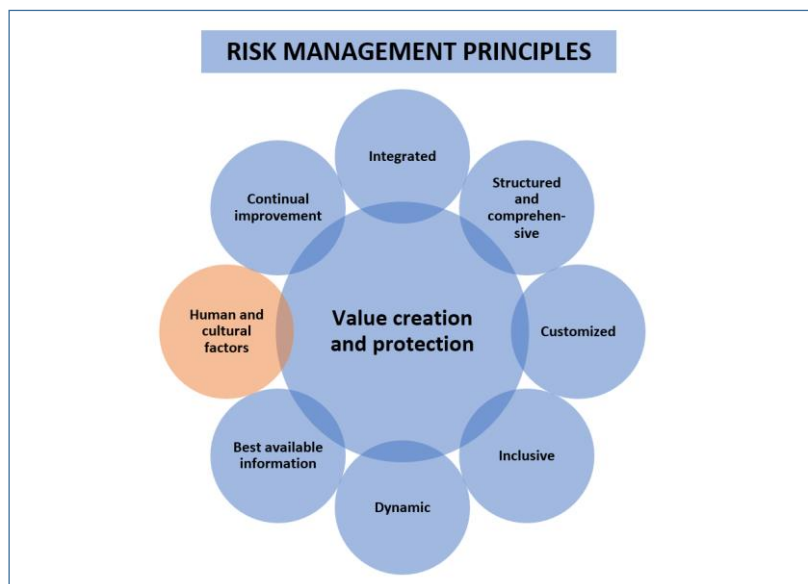 RISK MANAGEMENT PRINCIPLES
Integrated
Structured
and
comprehen-
sive
Customized
Inclusive
Dynamic
Best available
information
Human and
cultural
factors
Continual
improvement
Value creation
and protection